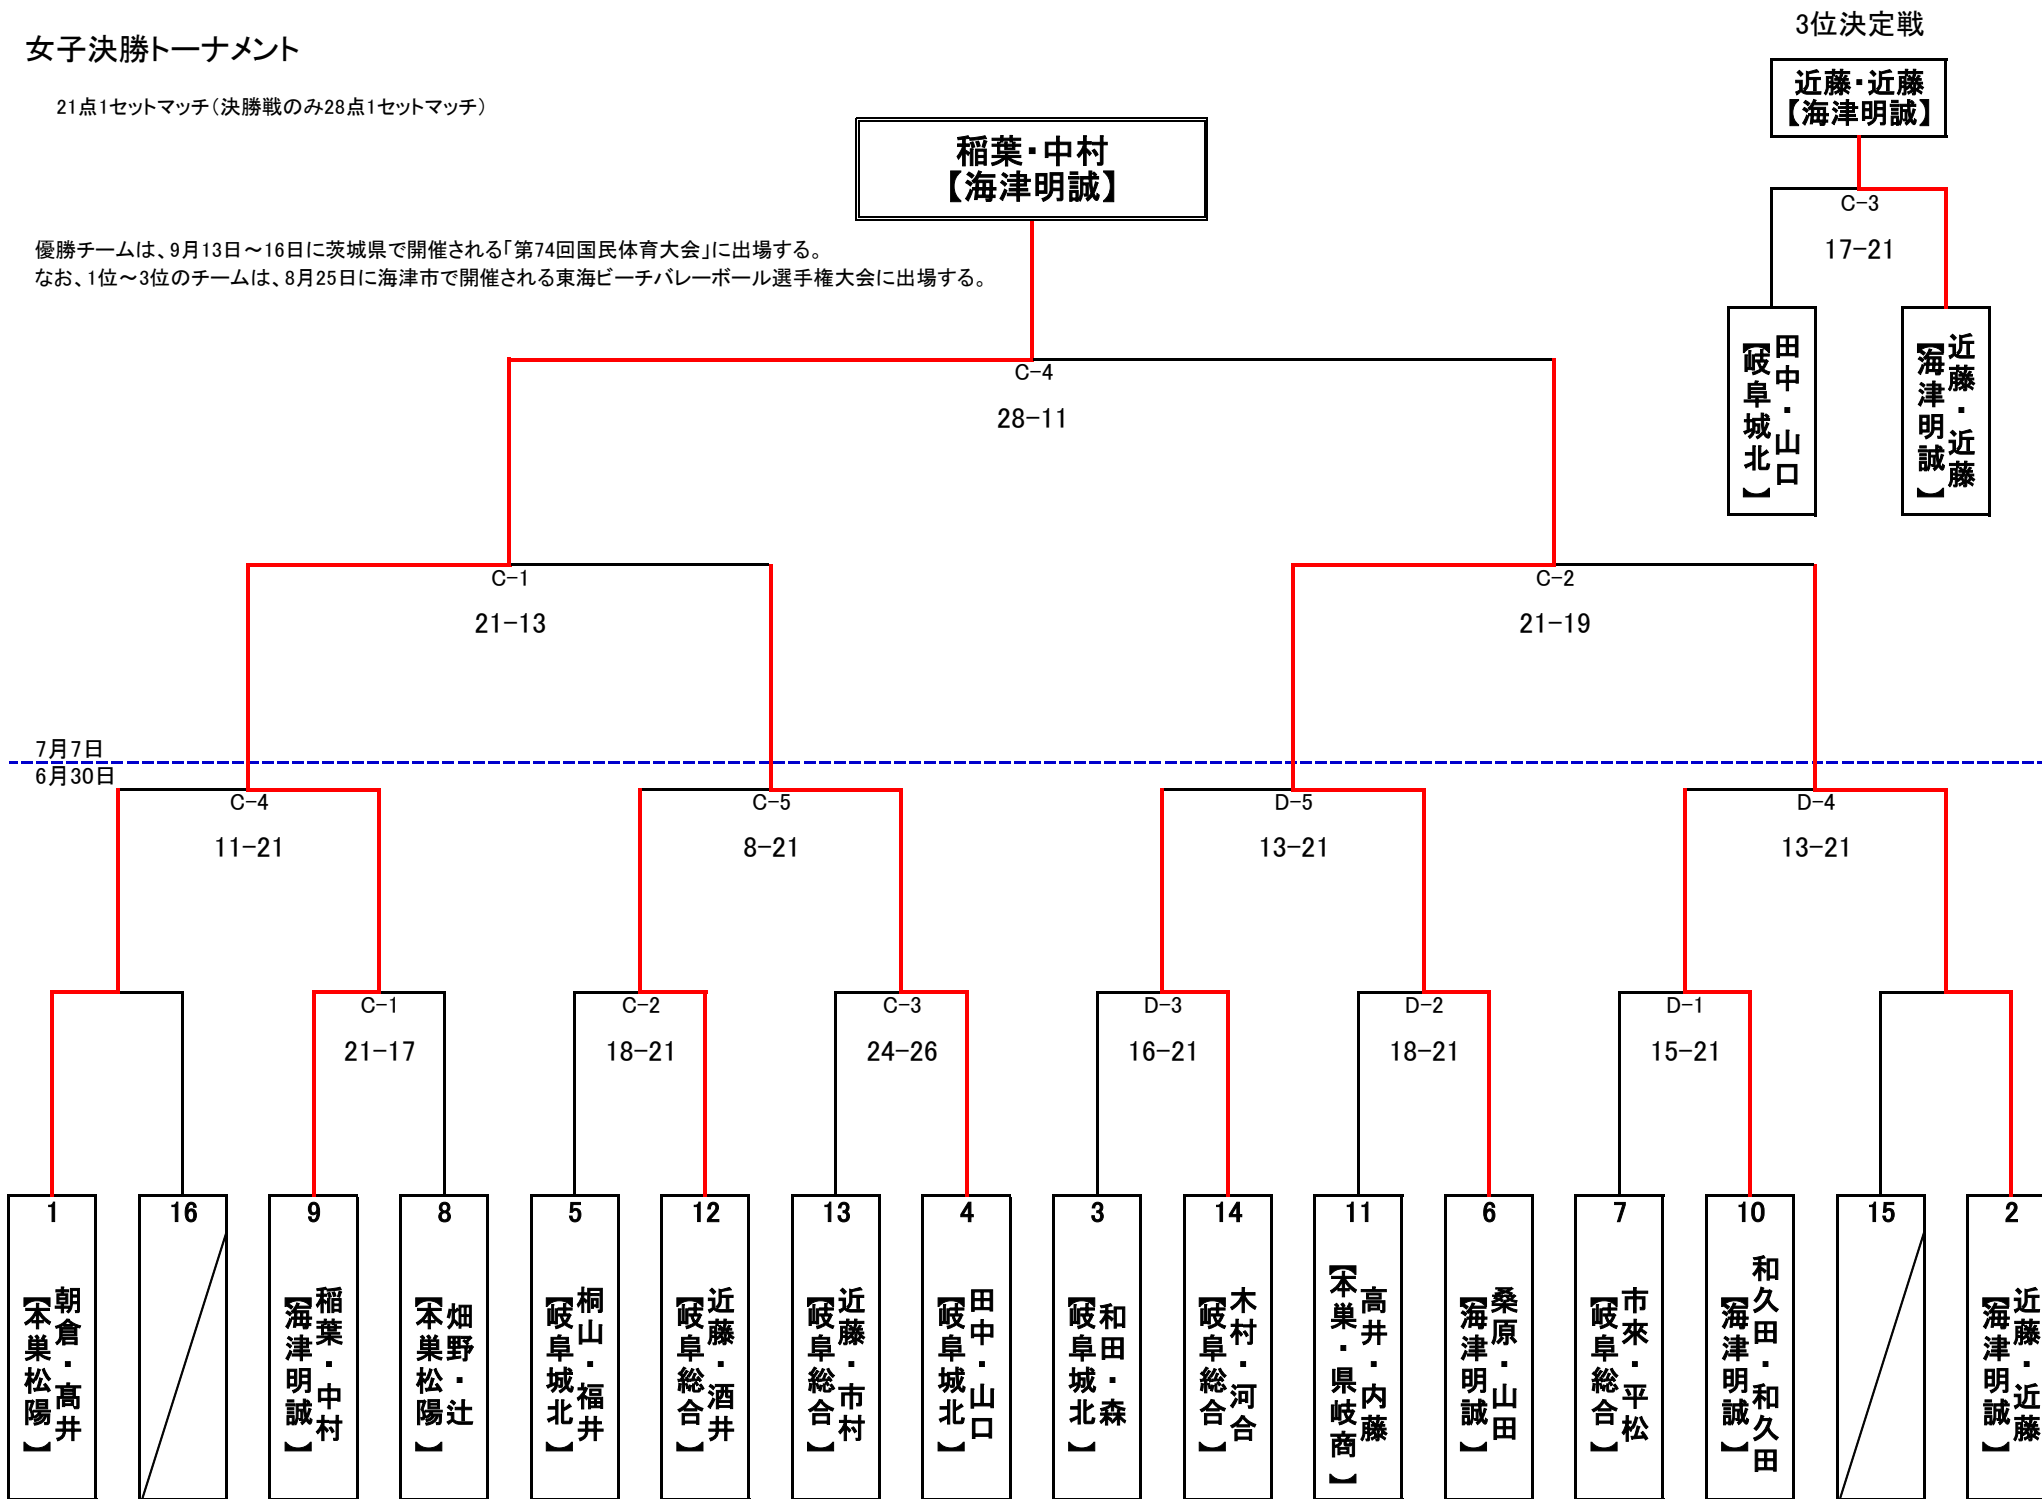 女子決勝トーナメント
21点1セットマッチ（決勝戦のみ28点1セットマッチ）
3位決定戦
近藤・近藤
【海津明誠】
C-3
17-21
田中・山口
【岐阜城北】
近藤・近藤
【海津明誠】
稲葉・中村
【海津明誠】
優勝チームは、9月13日～16日に茨城県で開催される「第74回国民体育大会」に出場する。
なお、1位～3位のチームは、8月25日に海津市で開催される東海ビーチバレーボール選手権大会に出場する。
C-4
28-11
C-1
21-13
C-2
21-19
7月7日
6月30日
C-4
11-21
C-5
8-21
D-5
13-21
D-4
13-21
C-1
21-17
C-2
18-21
C-3
24-26
D-3
16-21
D-2
18-21
D-1
15-21
1
朝倉・髙井
【本巣松陽】
16
9
稲葉・中村
【海津明誠】
8
畑野・辻
【本巣松陽】
5
桐山・福井
【岐阜城北】
12
近藤・酒井
【岐阜総合】
13
近藤・市村
【岐阜総合】
4
田中・山口
【岐阜城北】
3
和田・森
【岐阜城北】
14
木村・河合
【岐阜総合】
11
高井・内藤
【本巣・県岐商】
6
桑原・山田
【海津明誠】
7
市來・平松
【岐阜総合】
10
和久田・和久田
【海津明誠】
15
2
近藤・近藤
【海津明誠】